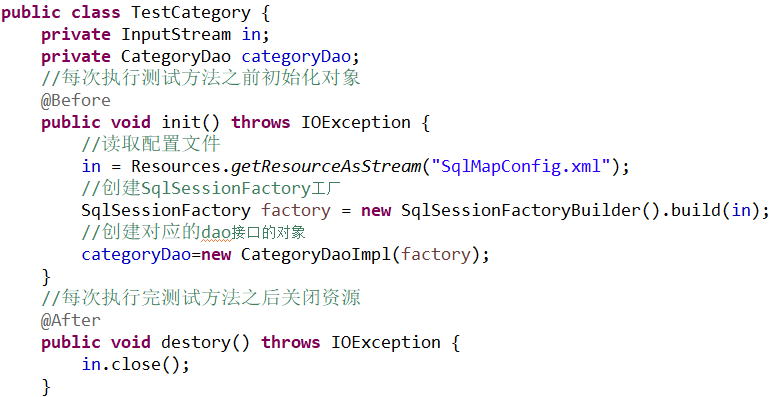 public class TestCategory {
    private InputStream in;
    private CategoryDao categoryDao;
    //每次执行测试方法之前初始化对象
    @Before
    public void init() throws IOException {
        //读取配置文件
        in = Resources.getResourceAsStream("SqlMapConfig.xml");
        //创建SqlSessionFactory工厂
        SqlSessionFactory factory = new SqlSessionFactoryBuilder().build(in);
        //创建对应的dao接口的对象
        categoryDao=new CategoryDaoImpl(factory);
    }
    //每次执行完测试方法之后关闭资源
    @After
    public void destory() throws IOException {
        in.close();
    }